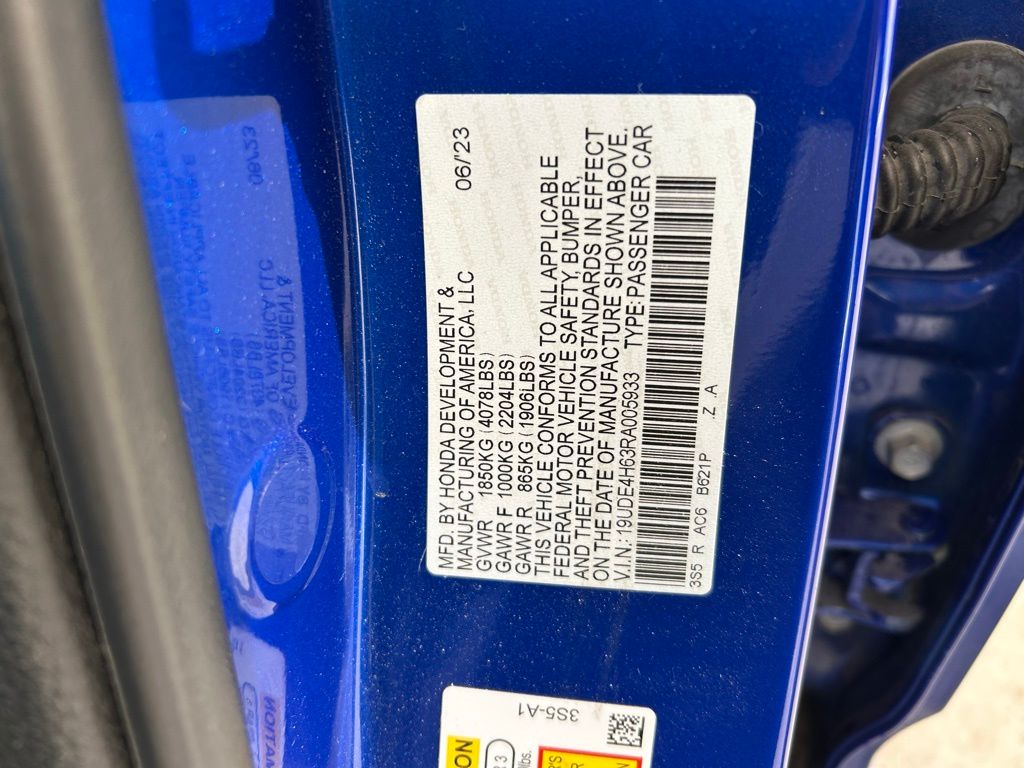 MFD. BY HONDA DEVELOPMENT &
MANUFACTURING OF AMERICA, LLC 06/'23
GVWR 1850KG (4078LBS)
GAWR F 1000KG (2204LBS)
GAWR R 865KG (1906LBS)
THIS VEHICLE CONFORMS TO ALL APPLICABLE
FEDERAL MOTOR VEHICLE SAFETY, BUMPER,
AND THEFT PREVENTION STANDARDS IN EFFECT
ON THE DATE OF MANUFACTURE SHOWN ABOVE.
V.I.N.: 19UDE4H63RA005933 TYPE: PASSENGER CAR
3S5 R AC6 B621P Z A
3S5-A1